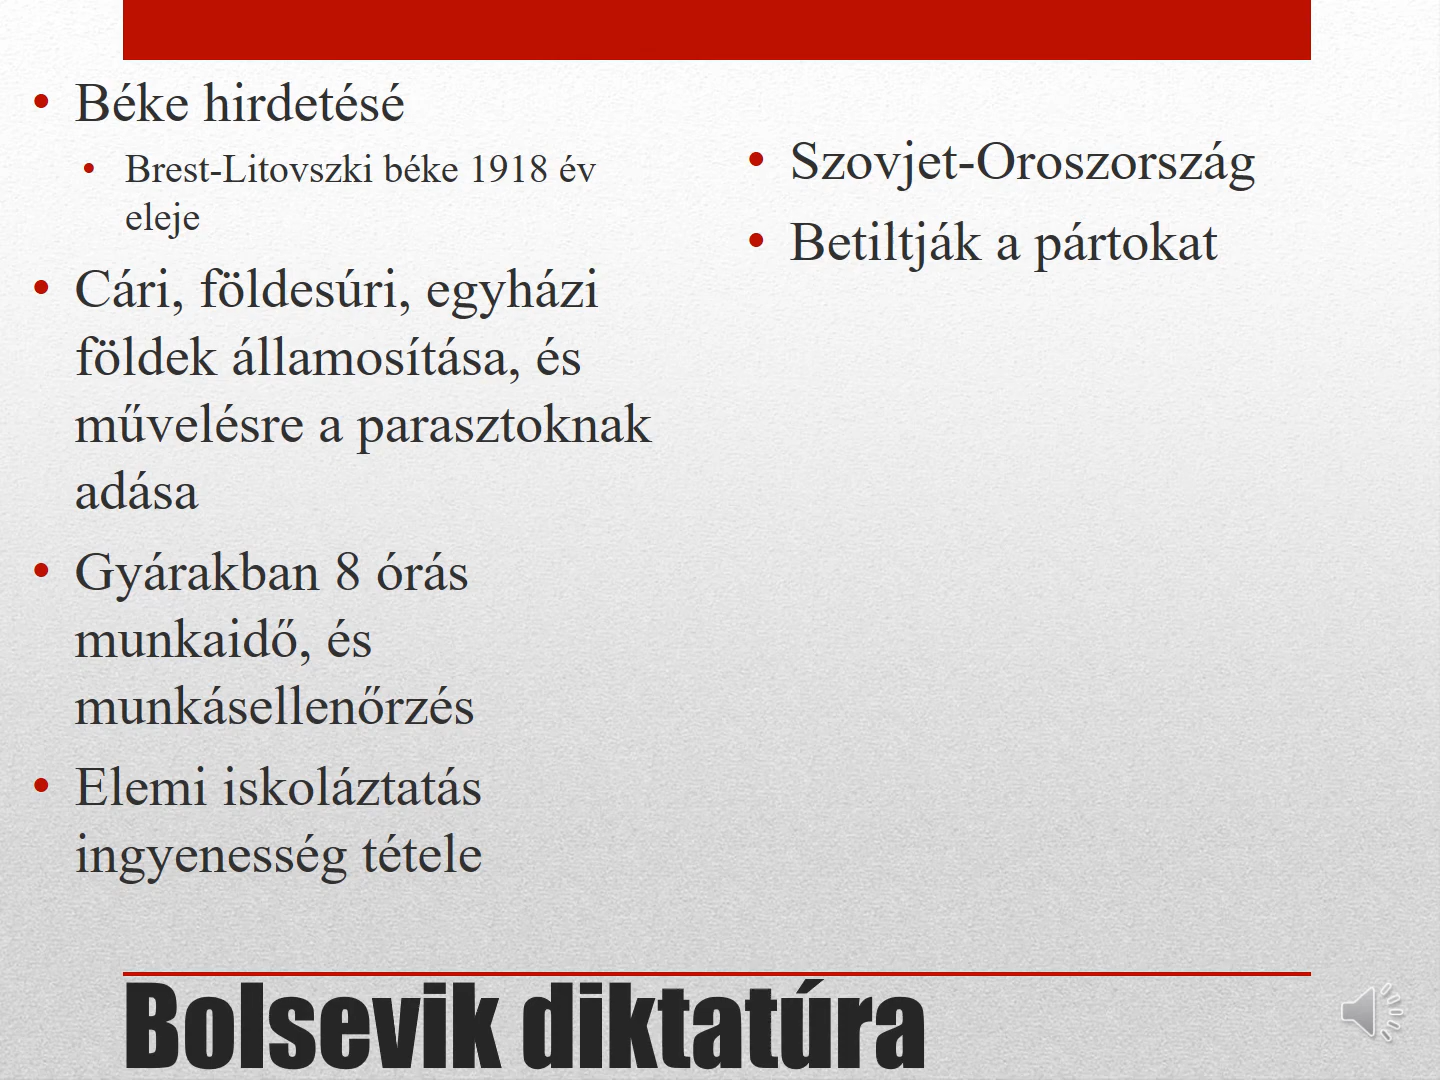 Béke hirdetésé
Brest-Litovszki béke 1918 év
eleje
Cári, földesúri, egyházi
földek államosítása, és
művelésre a parasztoknak
adása
Gyárakban 8 órás
munkaidő, és
munkásellenőrzés
Elemi iskoláztatás
ingyenesség tétele
Szovjet-Oroszország
Betiltják a pártokat
Bolsevik diktatúra